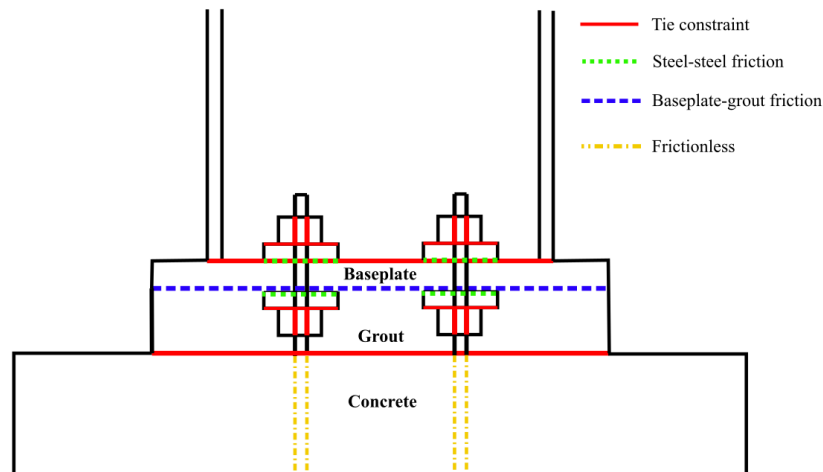 Tie constraint
Steel-steel friction
Baseplate-grout friction
Frictionless
Baseplate
Grout
Concrete